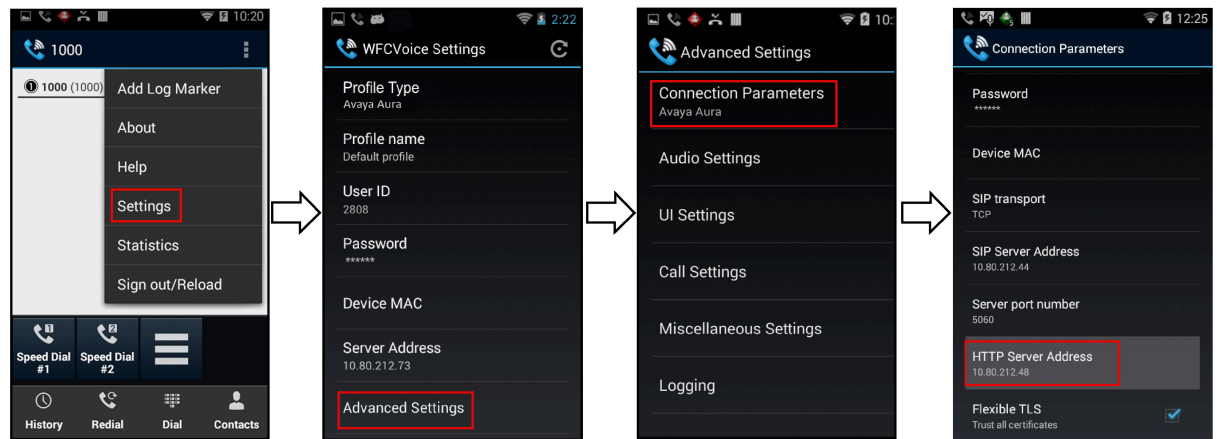 10:20
1000
1 1000 (1000)
Add Log Marker
About
Help
Settings
Statistics
Sign out/Reload
1
2
Speed Dial
#1
Speed Dial
#2
History
Redial
Dial
Contacts
2:22
WFCVoice Settings
Profile Type
Avaya Aura
Profile name
Default profile
User ID
2808
Password
******
Device MAC
Server Address
10.80.212.73
Advanced Settings
10:
Advanced Settings
Connection Parameters
Avaya Aura
Audio Settings
UI Settings
Call Settings
Miscellaneous Settings
Logging
S
12:25
Connection Parameters
Password
******
Device MAC
SIP transport
TCP
SIP Server Address
10.80.212.44
Server port number
5060
HTTP Server Address
10.80.212.48
Flexible TLS
Trust all certificates